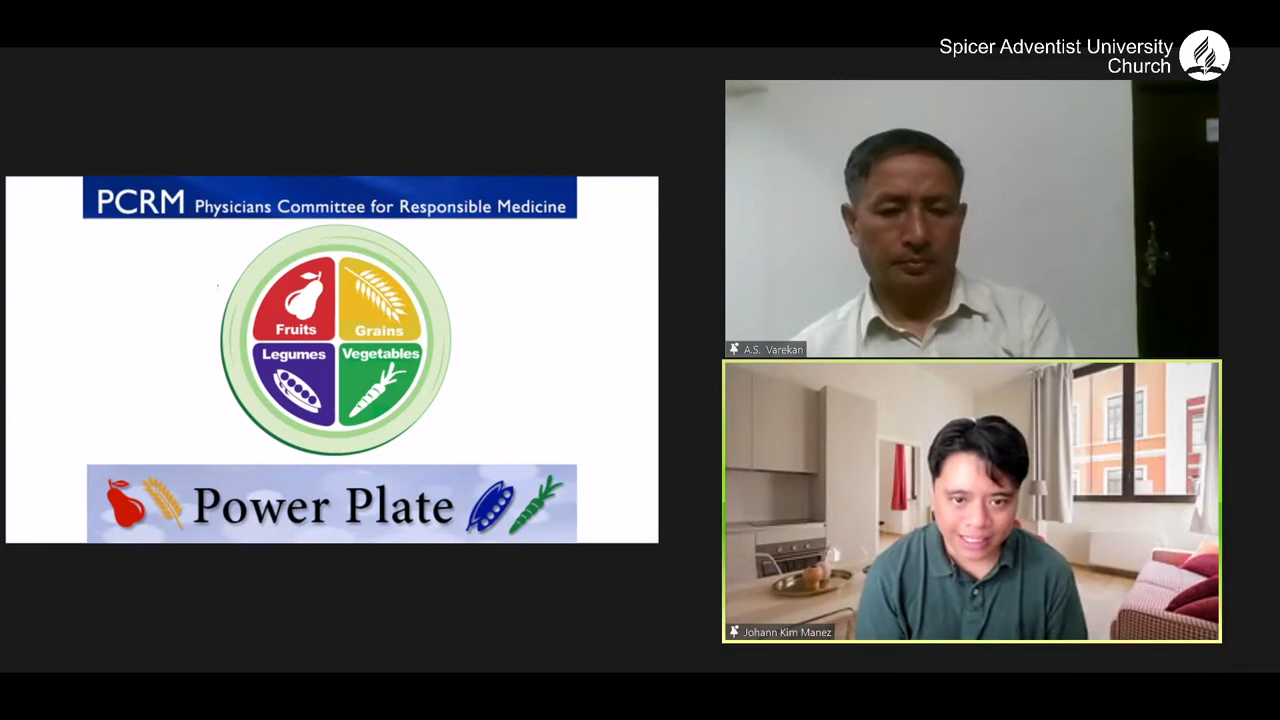 Spicer Adventist University
Church
PCRM Physicians Committee for Responsible Medicine
Fruits
Grains
Legumes
Vegetables
Power Plate
A.S. Varekan
Johann Kim Manez